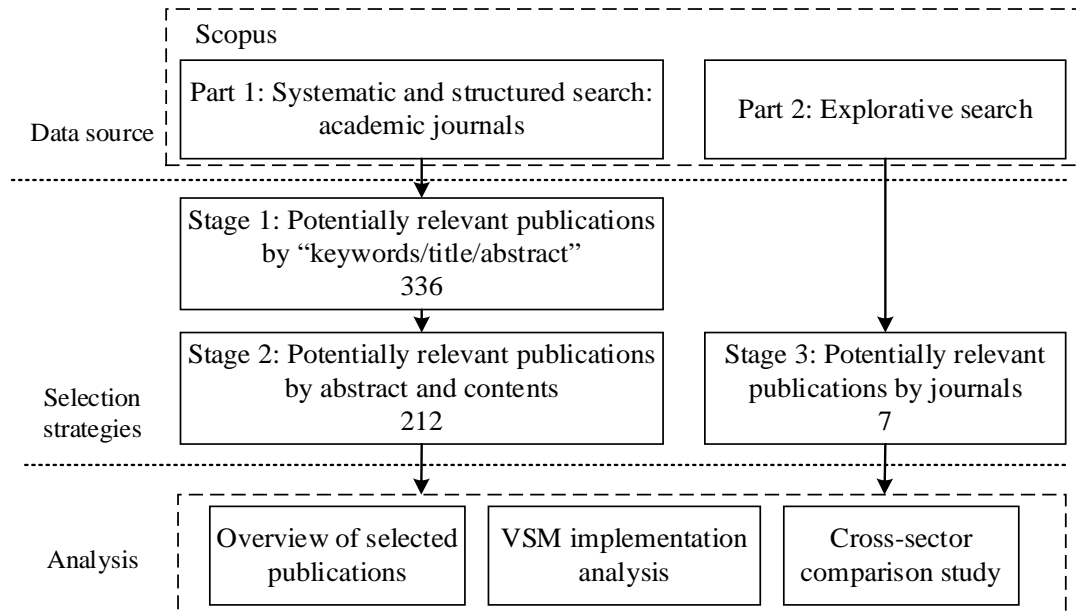 Scopus
Part 1: Systematic and structured search:
academic journals
Part 2: Explorative search
Data source
Stage 1: Potentially relevant publications
by “keywords/title/abstract”
336
Stage 2: Potentially relevant publications
by abstract and contents
212
Stage 3: Potentially relevant
publications by journals
7
Selection
strategies
Analysis
Overview of selected
publications
VSM implementation
analysis
Cross-sector
comparison study